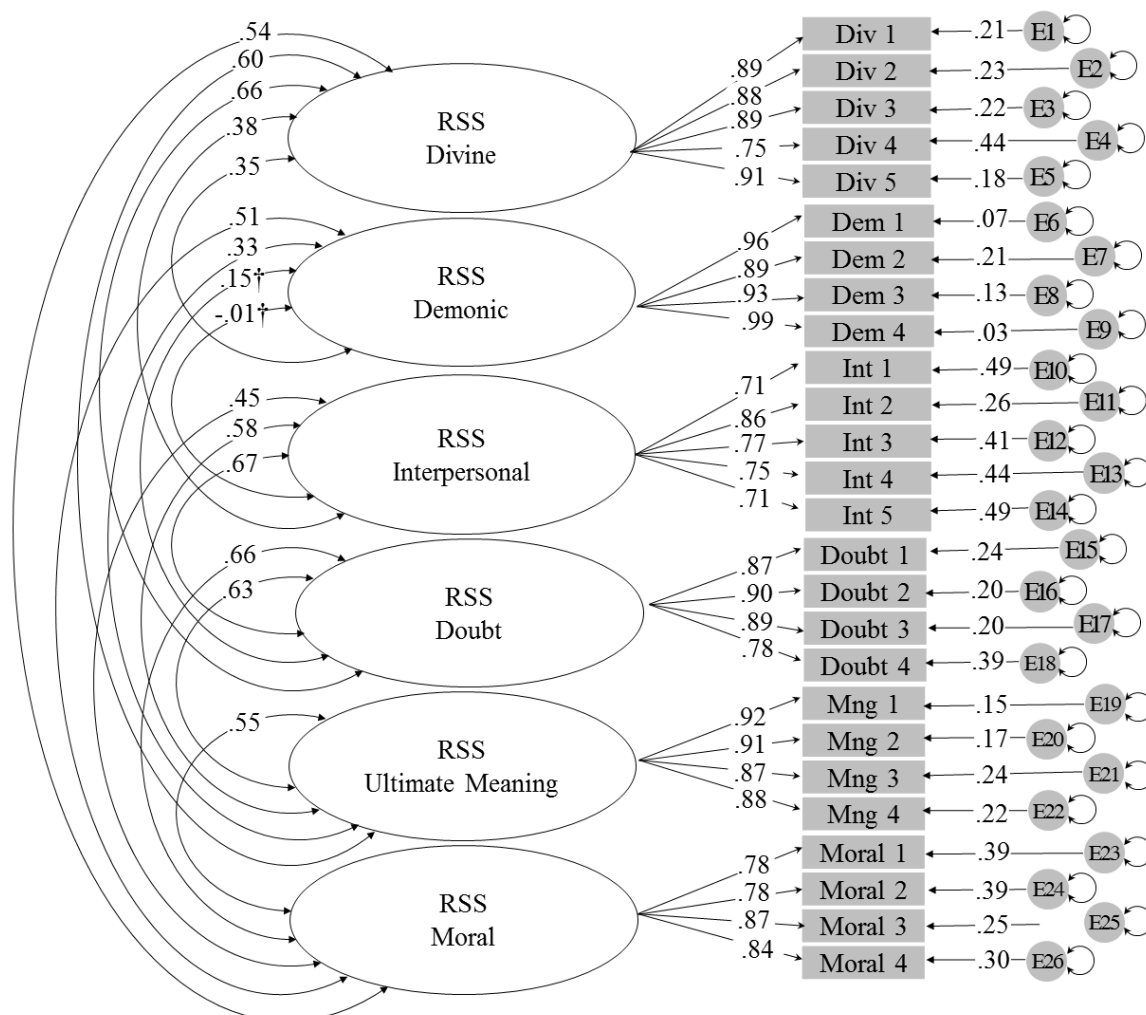 .54
.60
.66
.38
.35
RSS
Divine
.89
.88
.89
.75
.91
Div 1
.21
E1
Div 2
.23
E2
Div 3
.22
E3
Div 4
.44
E4
Div 5
.18
E5
.51
.33
.15†
-.01†
RSS
Demonic
.96
.89
.93
.99
Dem 1
.07
E6
Dem 2
.21
E7
Dem 3
.13
E8
Dem 4
.03
E9
.45
.58
.67
RSS
Interpersonal
.71
.86
.77
.75
.71
Int 1
.49
E10
Int 2
.26
E11
Int 3
.41
E12
Int 4
.44
E13
Int 5
.49
E14
.66
.63
RSS
Doubt
.87
.90
.89
.78
Doubt 1
.24
E15
Doubt 2
.20
E16
Doubt 3
.20
E17
Doubt 4
.39
E18
.55
RSS
Ultimate Meaning
.92
.91
.87
.88
Mng 1
.15
E19
Mng 2
.17
E20
Mng 3
.24
E21
Mng 4
.22
E22
RSS
Moral
.78
.78
.87
.84
Moral 1
.39
E23
Moral 2
.39
E24
Moral 3
.25
E25
Moral 4
.30
E26